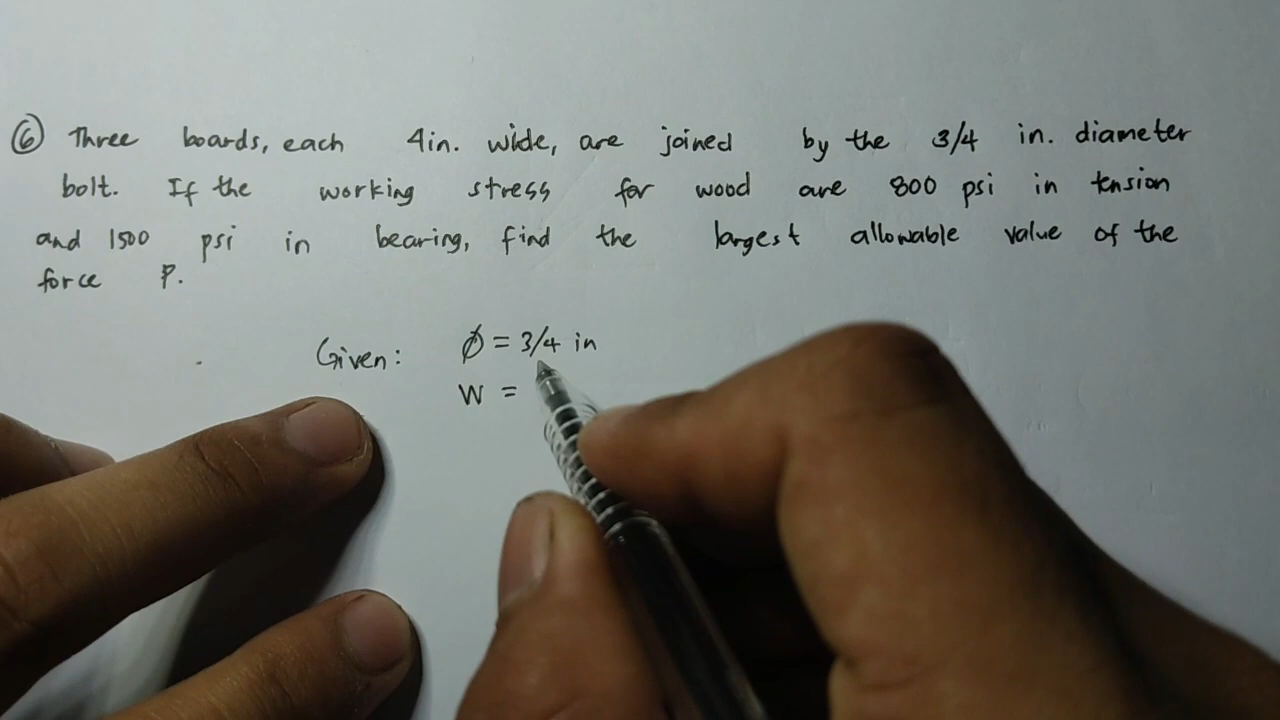 ⑥ Three boards, each 4in. wide, are joined by the 3/4 in. diameter
bolt. If the working stress for wood are 800 psi in tension
and 1500 psi in bearing, find the largest allowable value of the
force P.
Given: Ø = 3/4 in
W =